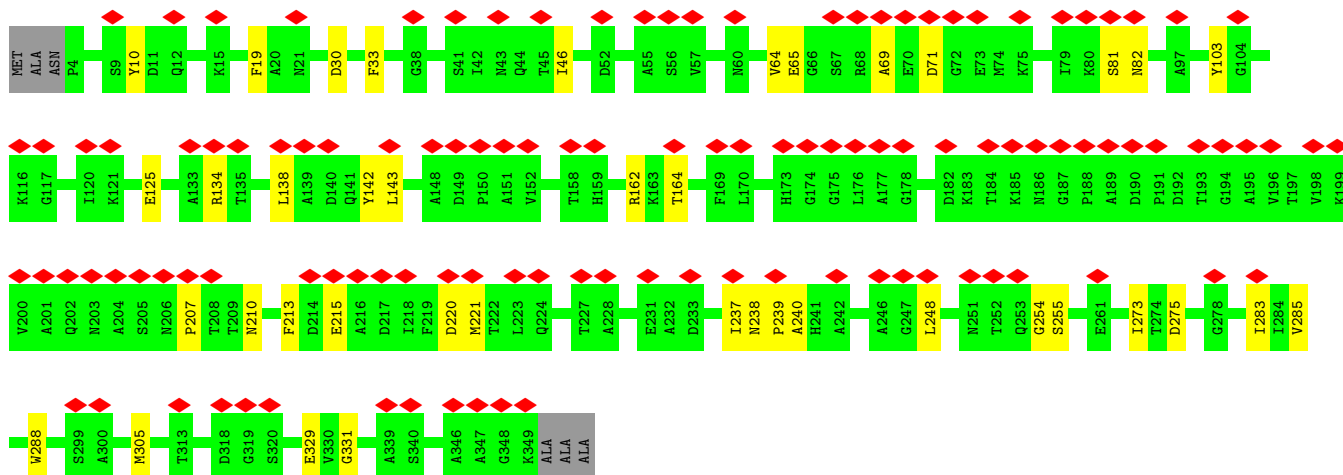 MET ALA ASN P4 S9 Y10 D11 Q12 K15 F19 A20 N21 D30 F33 G38 S41 I42 N43 Q44 T45 I46 D52 A55 S56 V57 N60 V64 E65 G66 S67 R68 A69 E70 D71 G72 E73 M74 K75 I79 K80 S81 N82 A97 Y103 G104
K116 G117 I120 K121 E125 A133 R134 T135 L138 A139 D140 Q141 Y142 L143 A148 D149 P150 A151 V152 T158 H159 R162 K163 T164 F169 L170 H173 G174 G175 L176 A177 G178 D182 K183 T184 K185 N186 G187 P188 A189 D190 P191 D192 T193 G194 A195 V196 T197 V198 K199
V200 A201 Q202 N203 A204 S205 N206 P207 T208 T209 N210 F213 D214 E215 A216 D217 I218 F219 D220 M221 T222 L223 Q224 T227 A228 E231 A232 D233 I237 N238 P239 A240 H241 A242 A246 G247 L248 N251 T252 Q253 G254 S255 E261 I273 T274 D275 G278 I283 I284 V285
W288 S299 A300 M305 T313 D318 G319 S320 E329 V330 G331 A339 S340 A346 A347 G348 K349 ALA ALA ALA